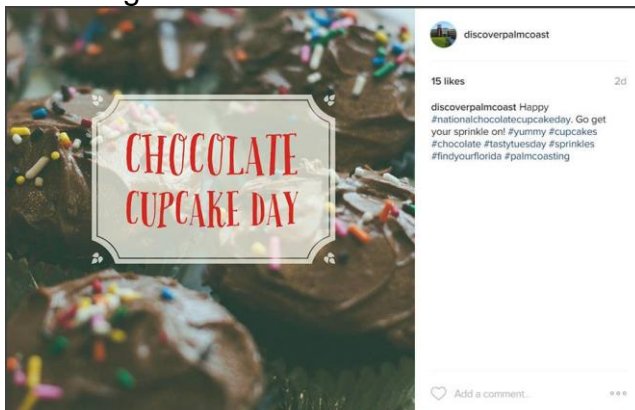 CHOCOLATE
CUPCAKE DAY
discoverpalmcoast
15 likes 2d
discoverpalmcoast Happy
#nationalchocolatecupcakeday. Go get
your sprinkle on! #yummy #cupcakes
#chocolate #tastytuesday #sprinkles
#findyourflorida #palmcoasting
Add a comment...